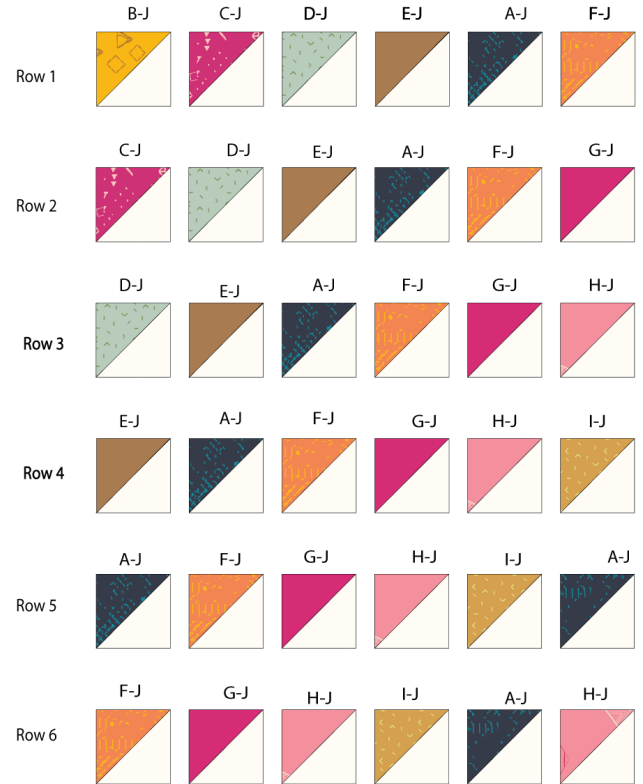 B-J C-J D-J E-J A-J F-J
Row 1
C-J D-J E-J A-J F-J G-J
Row 2
D-J E-J A-J F-J G-J H-J
Row 3
E-J A-J F-J G-J H-J I-J
Row 4
A-J F-J G-J H-J I-J A-J
Row 5
F-J G-J H-J I-J A-J H-J
Row 6